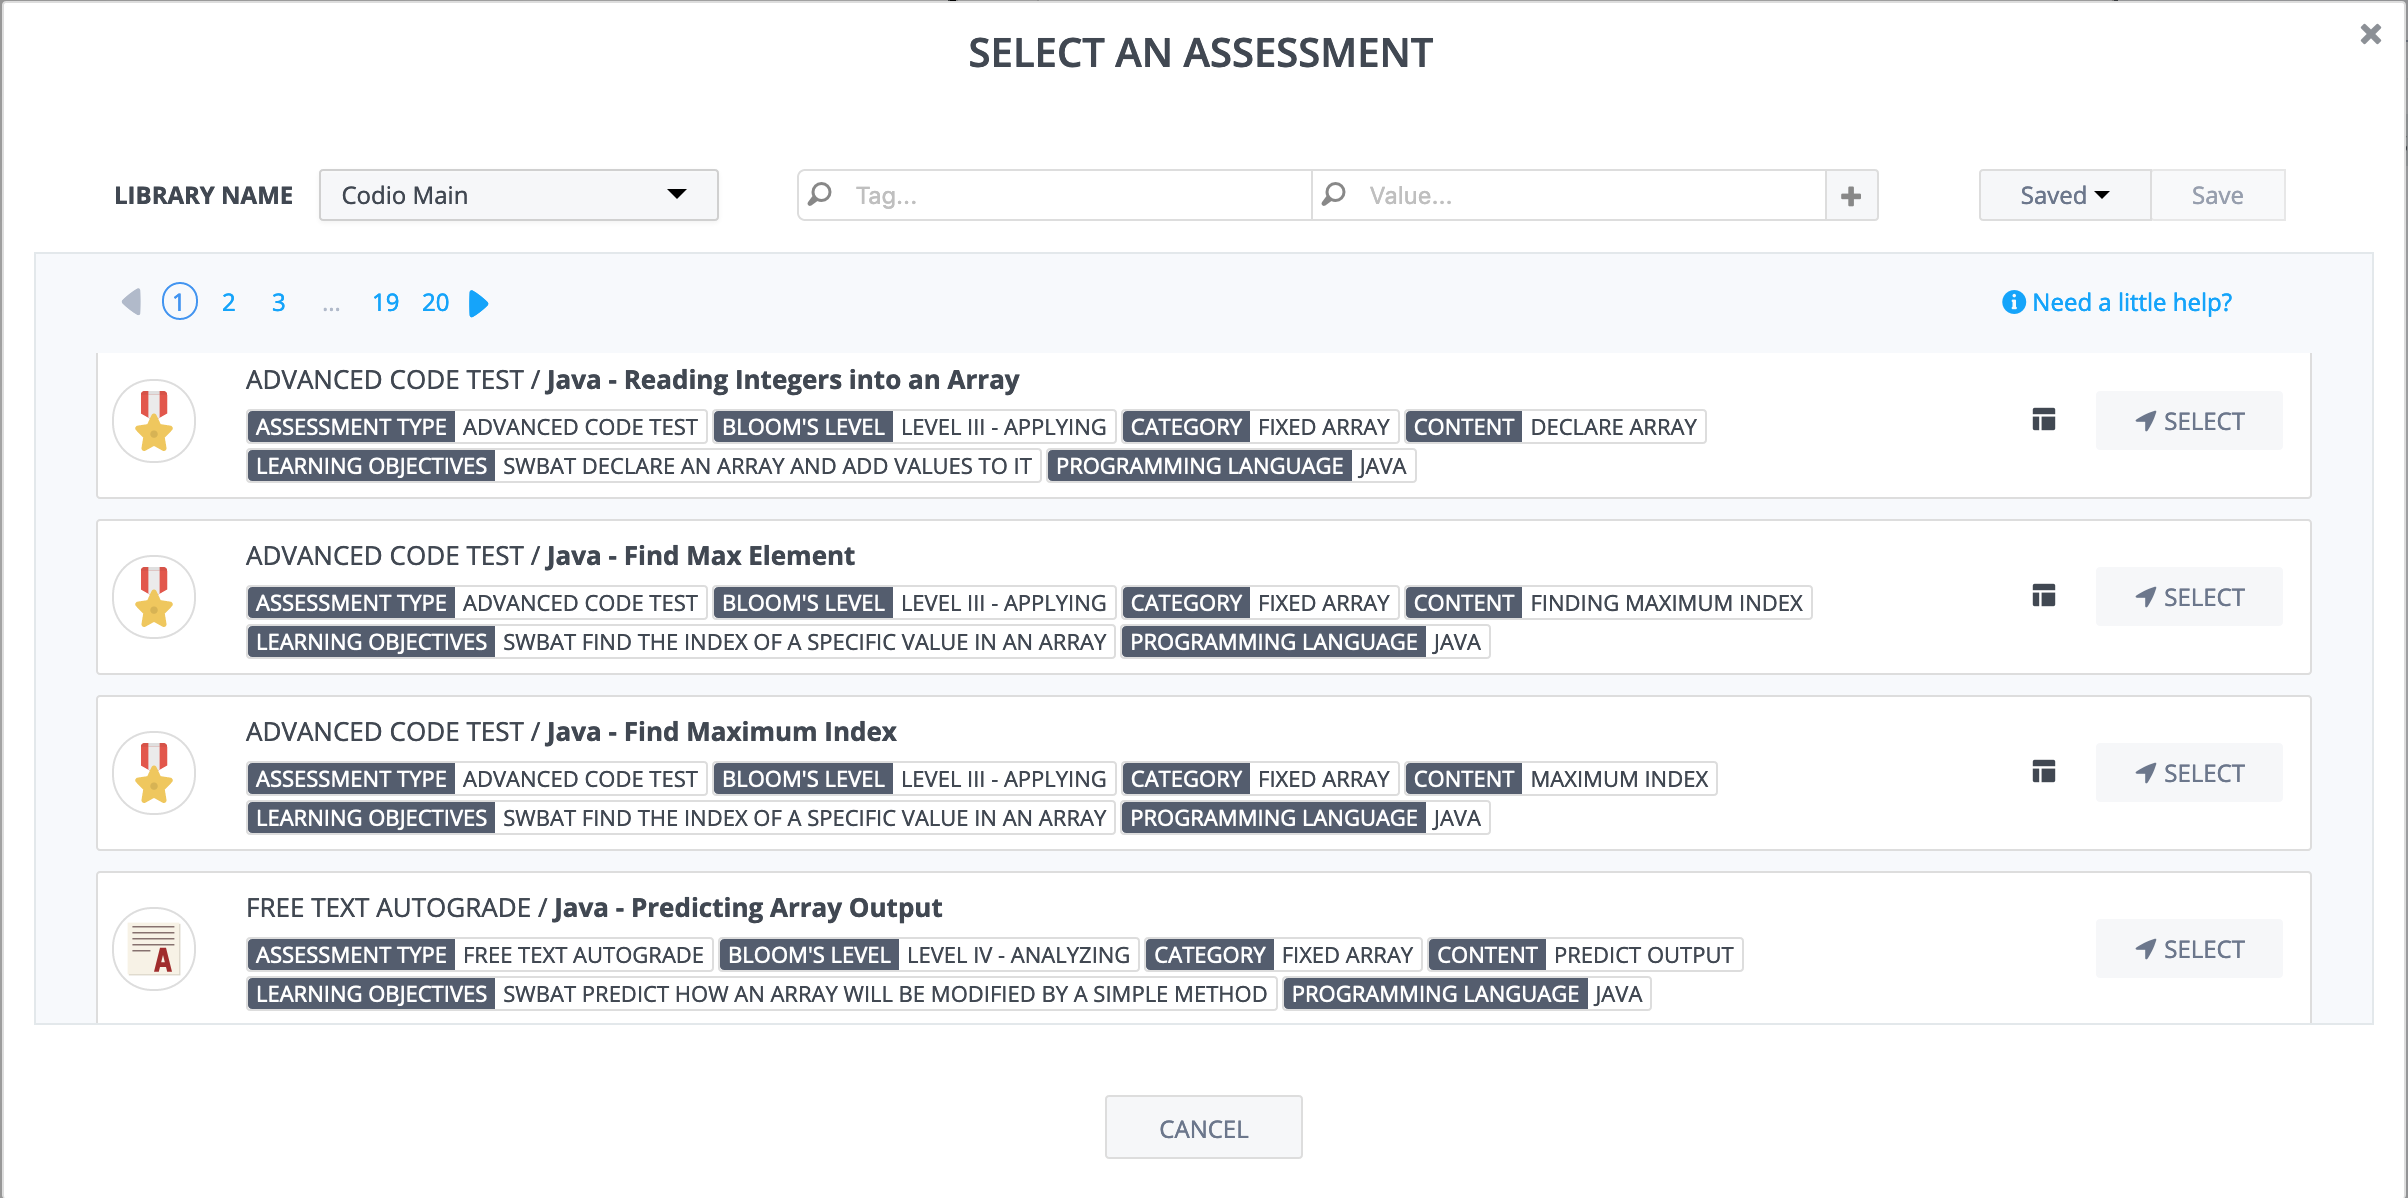 SELECT AN ASSESSMENT
LIBRARY NAME Codio Main Tag... Value... Saved Save
1 2 3 ... 19 20 Need a little help?
ADVANCED CODE TEST / Java - Reading Integers into an Array
ASSESSMENT TYPE ADVANCED CODE TEST BLOOM'S LEVEL LEVEL III - APPLYING CATEGORY FIXED ARRAY CONTENT DECLARE ARRAY
SELECT
LEARNING OBJECTIVES SWBAT DECLARE AN ARRAY AND ADD VALUES TO IT PROGRAMMING LANGUAGE JAVA
ADVANCED CODE TEST / Java - Find Max Element
ASSESSMENT TYPE ADVANCED CODE TEST BLOOM'S LEVEL LEVEL III - APPLYING CATEGORY FIXED ARRAY CONTENT FINDING MAXIMUM INDEX
SELECT
LEARNING OBJECTIVES SWBAT FIND THE INDEX OF A SPECIFIC VALUE IN AN ARRAY PROGRAMMING LANGUAGE JAVA
ADVANCED CODE TEST / Java - Find Maximum Index
ASSESSMENT TYPE ADVANCED CODE TEST BLOOM'S LEVEL LEVEL III - APPLYING CATEGORY FIXED ARRAY CONTENT MAXIMUM INDEX
SELECT
LEARNING OBJECTIVES SWBAT FIND THE INDEX OF A SPECIFIC VALUE IN AN ARRAY PROGRAMMING LANGUAGE JAVA
FREE TEXT AUTOGRADE / Java - Predicting Array Output
ASSESSMENT TYPE FREE TEXT AUTOGRADE BLOOM'S LEVEL LEVEL IV - ANALYZING CATEGORY FIXED ARRAY CONTENT PREDICT OUTPUT
A
SELECT
LEARNING OBJECTIVES SWBAT PREDICT HOW AN ARRAY WILL BE MODIFIED BY A SIMPLE METHOD PROGRAMMING LANGUAGE JAVA
CANCEL